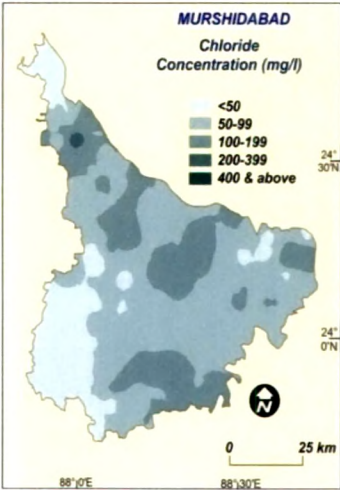 MURSHIDABAD
Chloride
Concentration (mg/l)
<50
50-99
100-199
200-399
400 & above
24°
30'N
24°
0'N
N
0 25 km
88°0'E 88°30'E